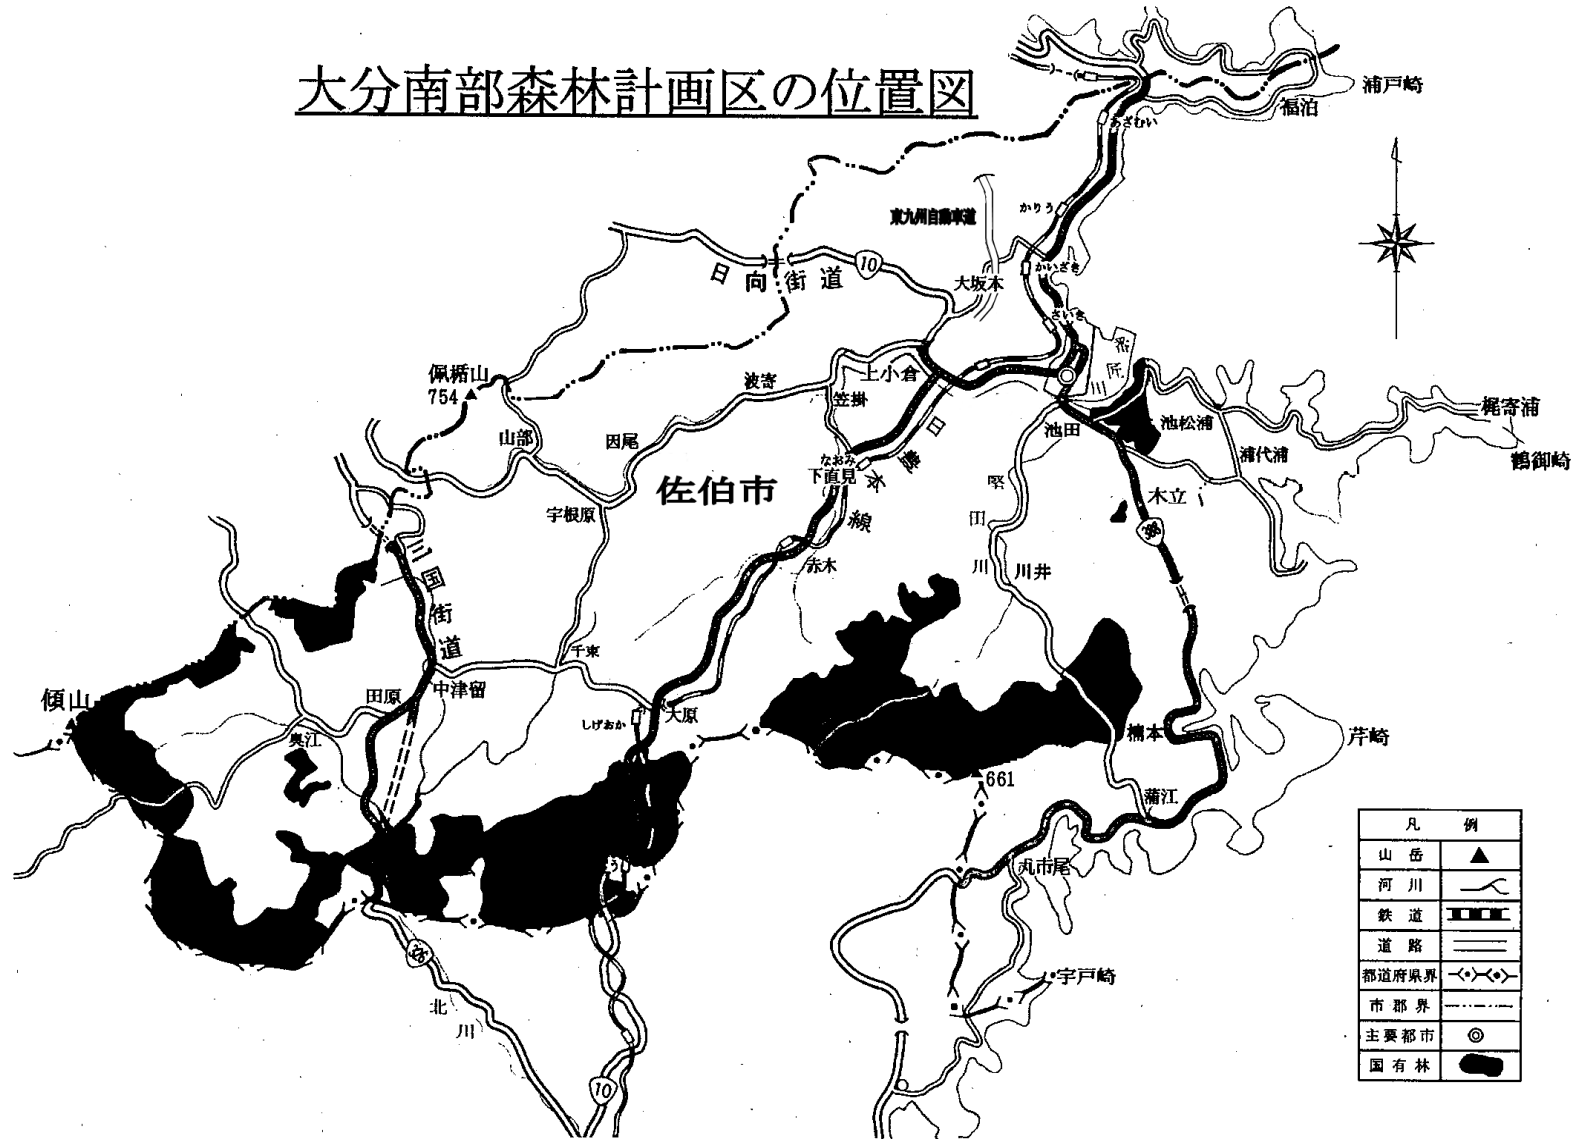 大分南部森林計画区の位置図
浦戸崎
福泊
あざむい
かりう
東九州自動車道
かいざき
大坂本
10
日向街道
さいき
番匠川
佩楯山
754
波寄
上小倉
笠掛
池田
池松浦
梶寄浦
鶴御崎
浦代浦
山部
因尾
なおみ
下直見
日豊本線
佐伯市
木立
宇根原
堅田川
388
三国街道
赤木
川井
千束
傾山
田原
中津留
しげおか
大原
奥江
楠本
芹崎
661
蒲江
丸市尾
宇戸崎
北川
10
凡例
山岳
河川
鉄道
道路
都道府県界
市郡界
主要都市
国有林